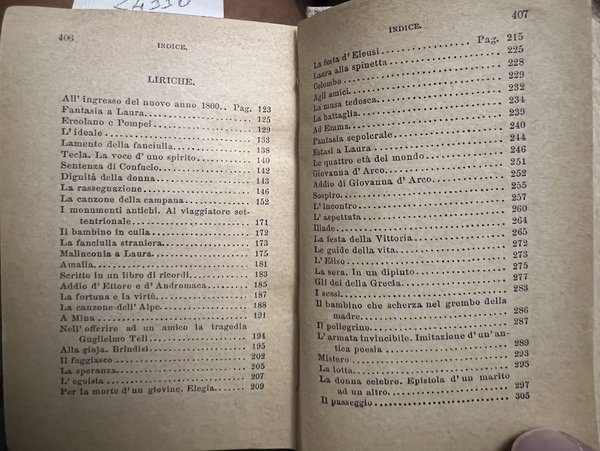 406
INDICE.
LIRICHE.
All' ingresso del nuovo anno 1800.. Pag. 123
Fantasia a Laura 125
Ercolano e Pompei 129
L' ideale 133
Lamento della fanciulla 138
Tecla. La voce d' uno spirito 140
Sentenza di Confucio 142
Dignità della donna 143
La rassegnazione 146
La canzone della campana 152
I monumenti antichi. Al viaggiatore set-
tentrionale 171
Il bambino in culla 172
La fanciulla straniera 173
Malinconia a Laura 175
Amalia 181
Scritto in un libro di ricordi 183
Addio d' Ettore e d' Andromaca 185
La fortuna e la virtù 187
La canzone dell' Alpe 188
A Mina 191
Nell' offerire ad un amico la tragedia
Guglielmo Tell 194
Alla gioja. Brindisi 195
Il fuggiasco 202
La speranza 205
L' egoista 207
Per la morte d' un giovine. Elegia 209
INDICE.
407
La festa d' Eleusi Pag. 215
Laura alla spinetta 225
Colombo 228
Agli amici 229
La musa tedesca 232
La battaglia 234
Ad Emma 239
Fantasia sepolcrale 240
Estasi a Laura 244
Le quattro età del mondo 246
Giovanna d' Arco 251
Addio di Giovanna d' Arco 252
Sospiro 255
L' incontro 257
L' aspettata 260
Iliade 264
La festa della Vittoria 265
Le guide della vita 272
L' Eliso 273
La sera. In un dipinto 275
Gli dei della Grecia 277
I sessi 283
Il bambino che scherza nel grembo della
madre 286
Il pellegrino 287
L' armata invincibile. Imitazione d' un' an-
tica poesia 289
Mistero 293
La lotta 295
La donna celebre. Epistola d' un marito
ad un altro 297
Il passeggio 305